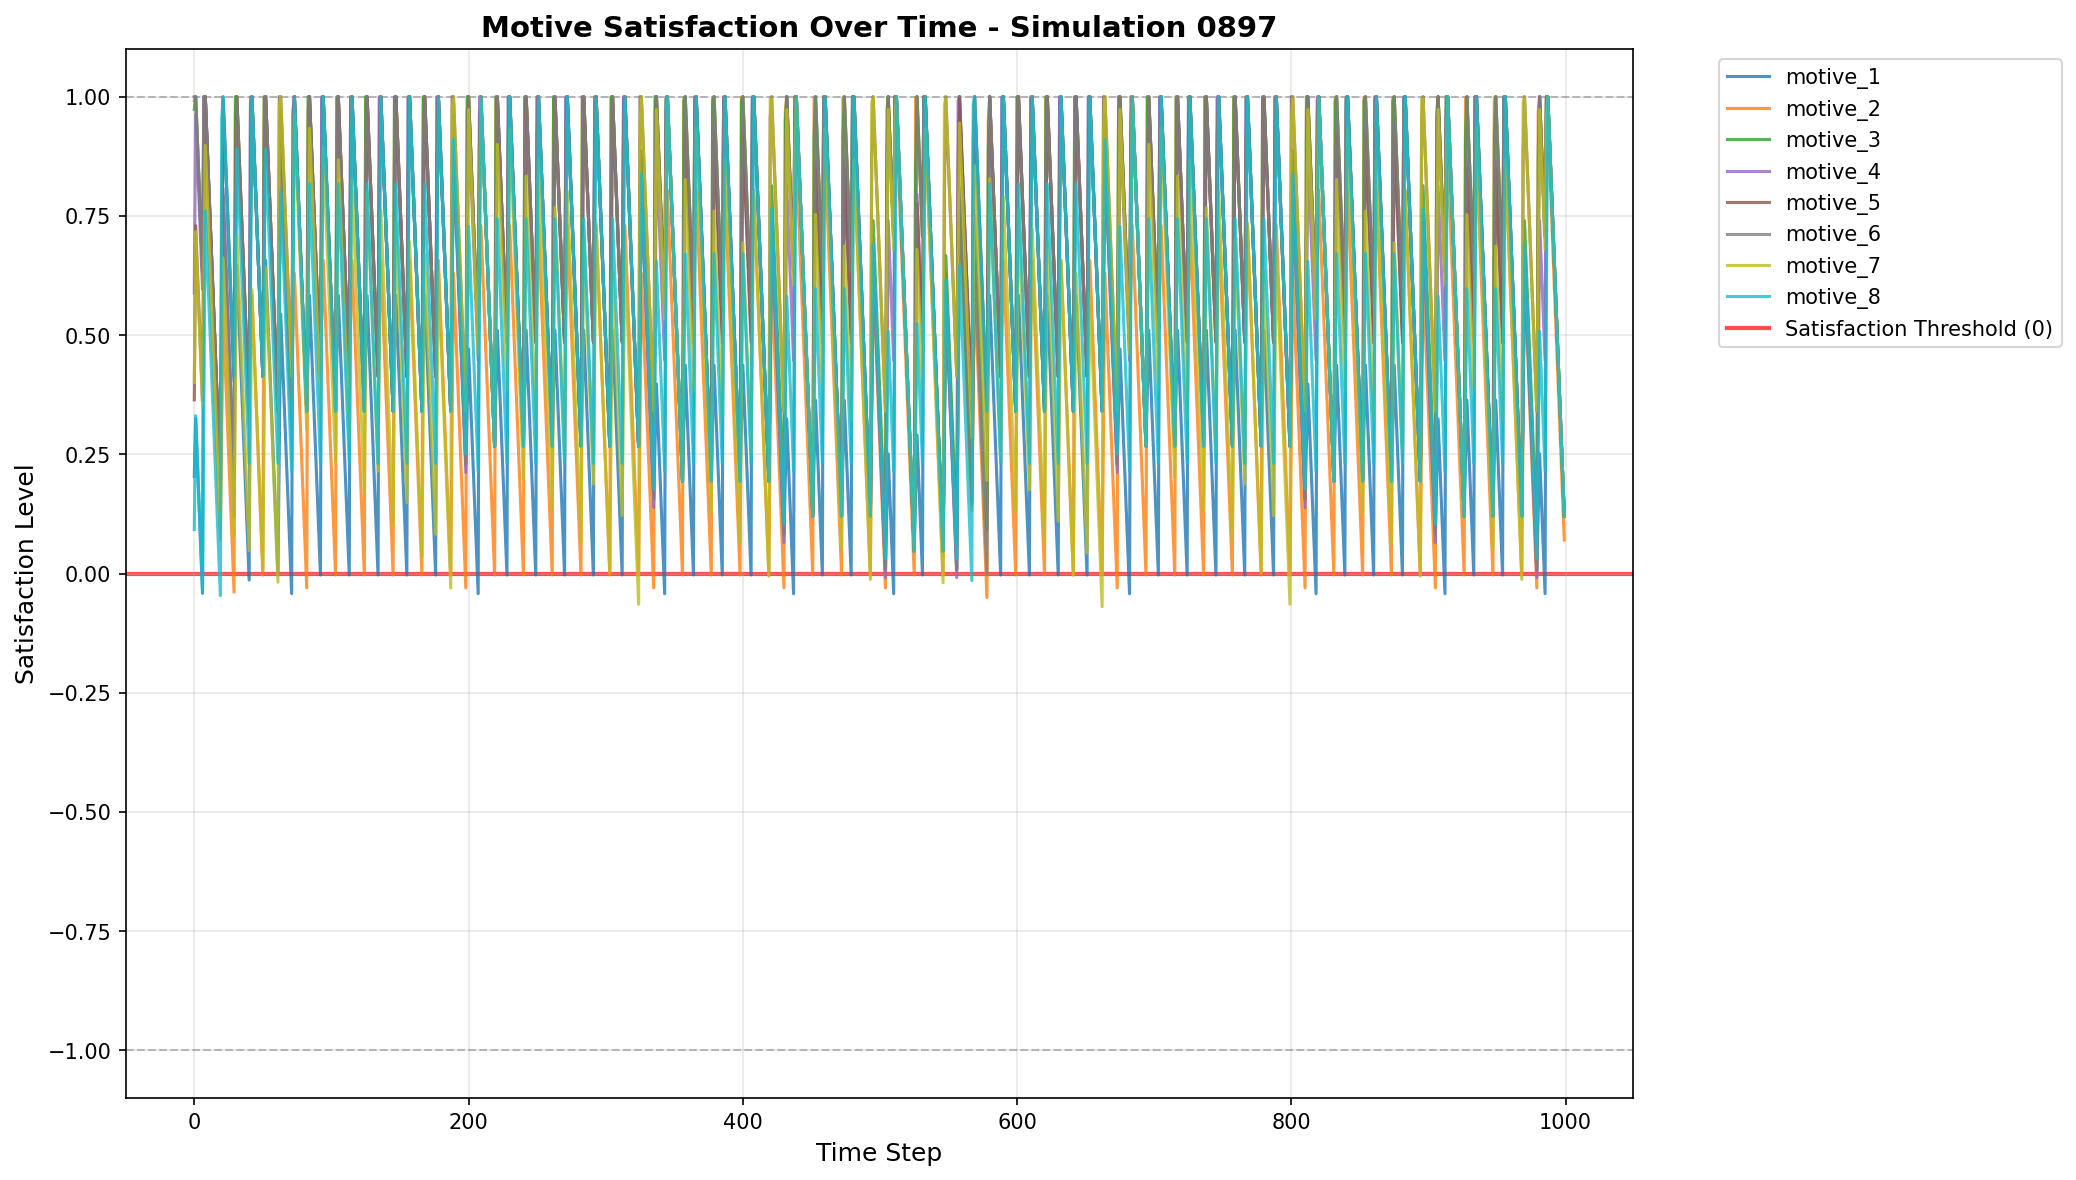 Motive Satisfaction Over Time - Simulation 0897
1.00
0.75
0.50
0.25
0.00
−0.25
−0.50
−0.75
−1.00
Satisfaction Level
0 200 400 600 800 1000
Time Step
motive_1
motive_2
motive_3
motive_4
motive_5
motive_6
motive_7
motive_8
Satisfaction Threshold (0)